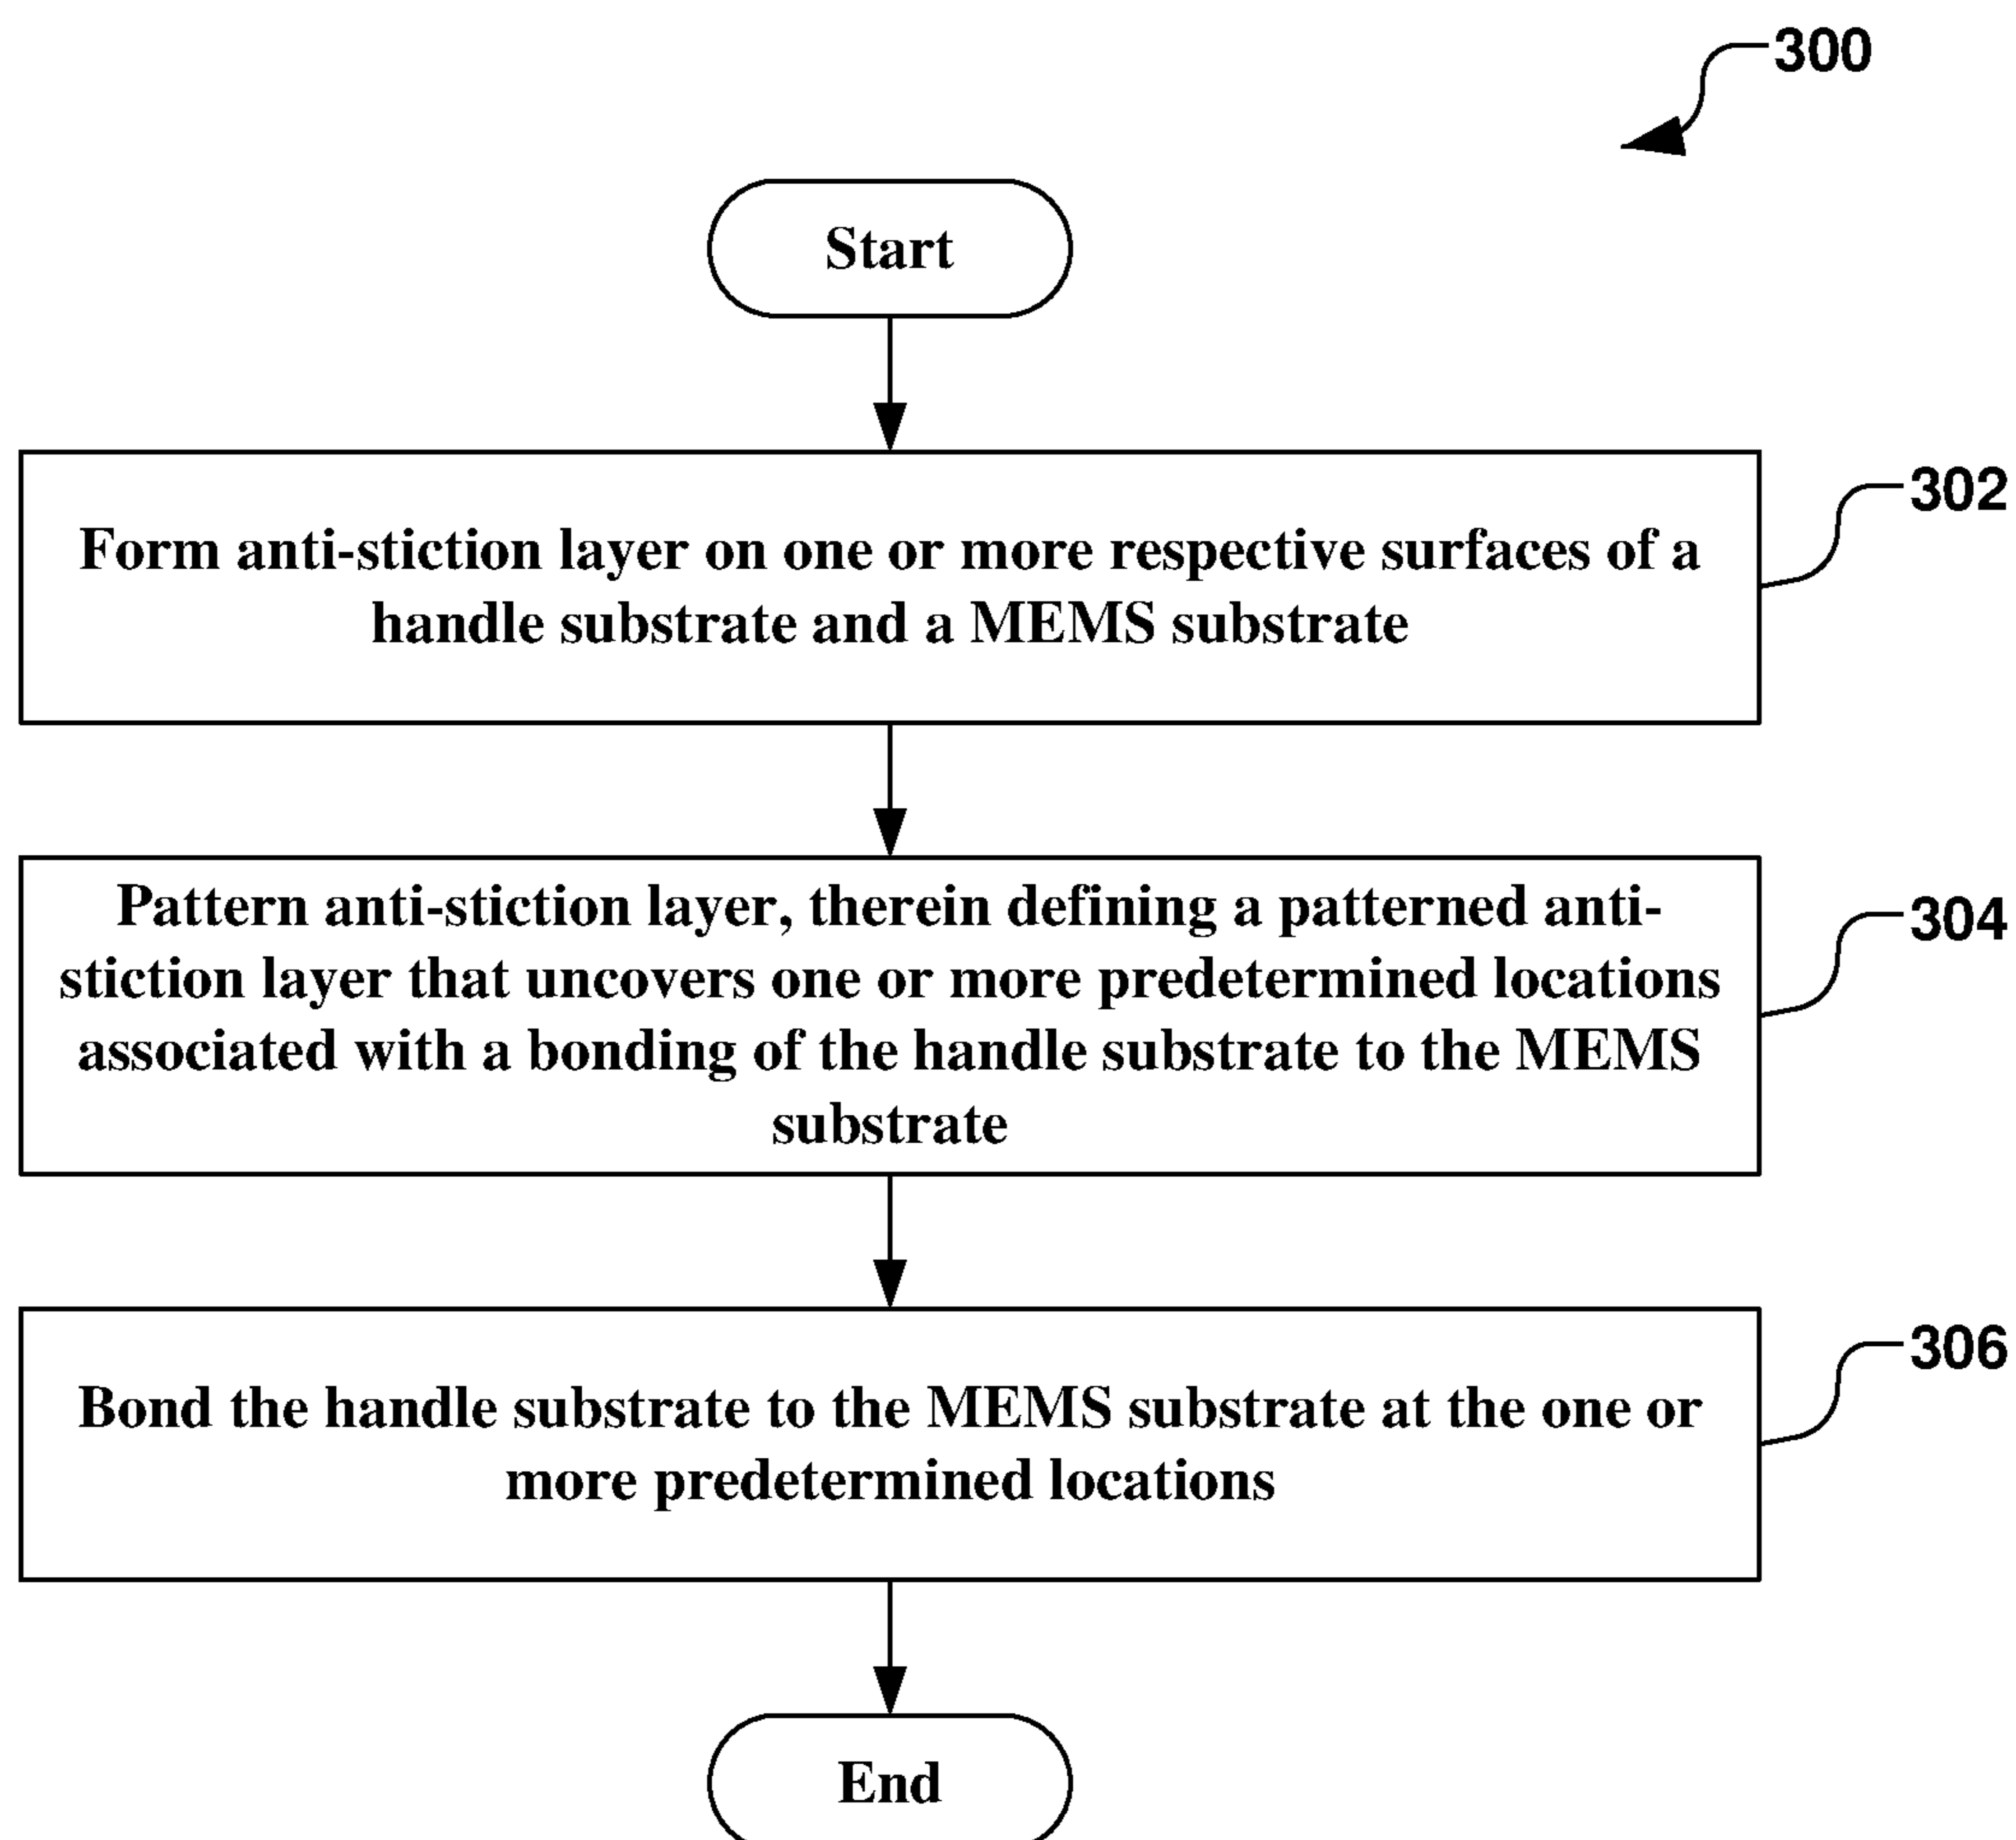 300
Start
302
Form anti-stiction layer on one or more respective surfaces of a
handle substrate and a MEMS substrate
304
Pattern anti-stiction layer, therein defining a patterned anti-
stiction layer that uncovers one or more predetermined locations
associated with a bonding of the handle substrate to the MEMS
substrate
306
Bond the handle substrate to the MEMS substrate at the one or
more predetermined locations
End